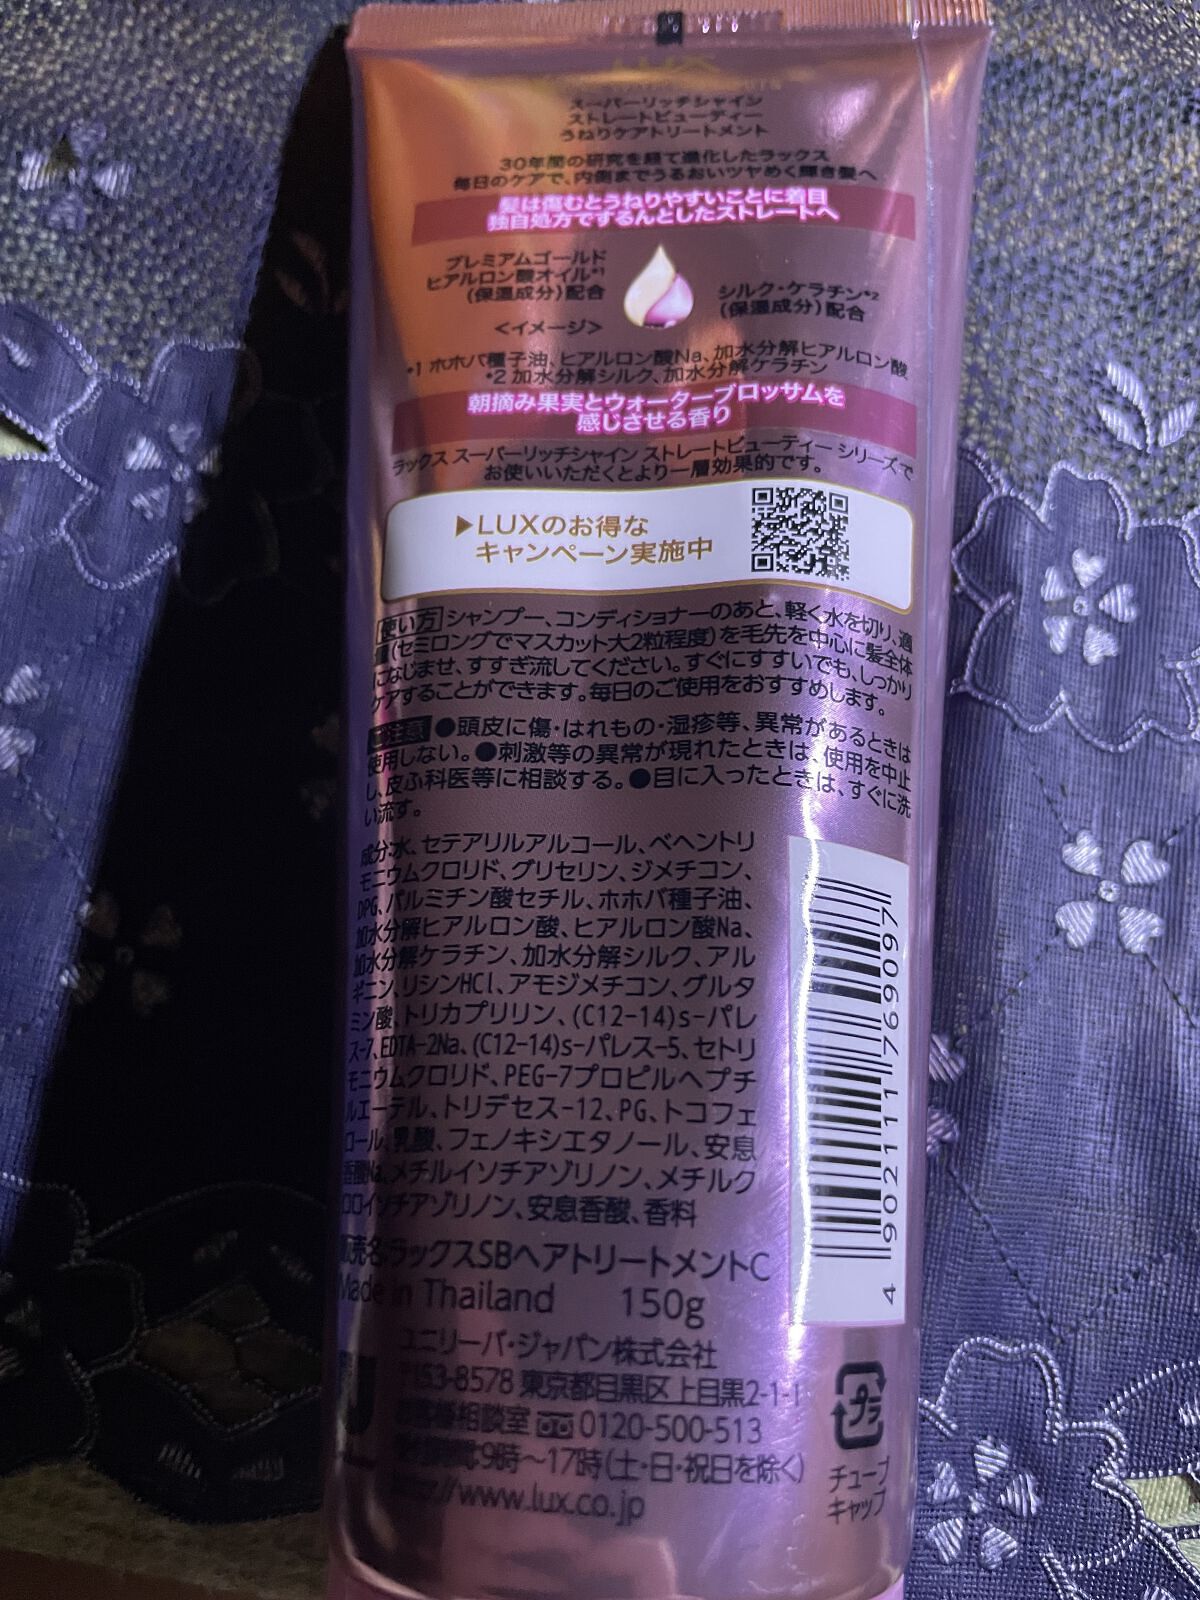 LUX
スーパーリッチシャイン
ストレートビューティー
うねりケアトリートメント
30年間の研究を経て進化したラックス
毎日のケアで、内側までうるおいツヤめく輝き髪へ
髪は傷むとうねりやすいことに着目
独自処方でするんとしたストレートへ
プレミアムゴールド
ヒアルロン酸オイル*1
(保湿成分)配合
シルク・ケラチン*2
(保湿成分)配合
<イメージ>
*1 ホホバ種子油、ヒアルロン酸Na、加水分解ヒアルロン酸
*2 加水分解シルク、加水分解ケラチン
朝摘み果実とウォーターブロッサムを
感じさせる香り
ラックス スーパーリッチシャイン ストレートビューティー シリーズで
お使いいただくとより一層効果的です。
▶LUXのお得な
キャンペーン実施中
使い方 シャンプー、コンディショナーのあと、軽く水を切り、適
量(セミロングでマスカット大2粒程度)を毛先を中心に髪全体
になじませ、すすぎ流してください。すぐにすすいでも、しっかり
ケアすることができます。毎日のご使用をおすすめします。
ご注意 ●頭皮に傷・はれもの・湿疹等、異常があるときは
使用しない。●刺激等の異常が現れたときは、使用を中止
し、皮ふ科医等に相談する。●目に入ったときは、すぐに洗
い流す。
成分:水、セテアリルアルコール、ベヘントリ
モニウムクロリド、グリセリン、ジメチコン、
DPG、パルミチン酸セチル、ホホバ種子油、
加水分解ヒアルロン酸、ヒアルロン酸Na、
加水分解ケラチン、加水分解シルク、アル
ギニン、リシンHCl、アモジメチコン、グルタ
ミン酸、トリカプリリン、(C12-14)s-パレ
ス-7、EDTA-2Na、(C12-14)s-パレス-5、セトリ
モニウムクロリド、PEG-7プロピルヘプチ
ルエーテル、トリデセス-12、PG、トコフェ
ロール、乳酸、フェノキシエタノール、安息
香酸Na、メチルイソチアゾリノン、メチルク
ロロイソチアゾリノン、安息香酸、香料
販売名:ラックスSBヘアトリートメントC
Made in Thailand 150g
ユニリーバ・ジャパン株式会社
〒153-8578 東京都目黒区上目黒2-1-1
お客様相談室 0120-500-513
9時～17時(土・日・祝日を除く)
http://www.lux.co.jp
4 902111 769097
プラ
チューブ
キャップ